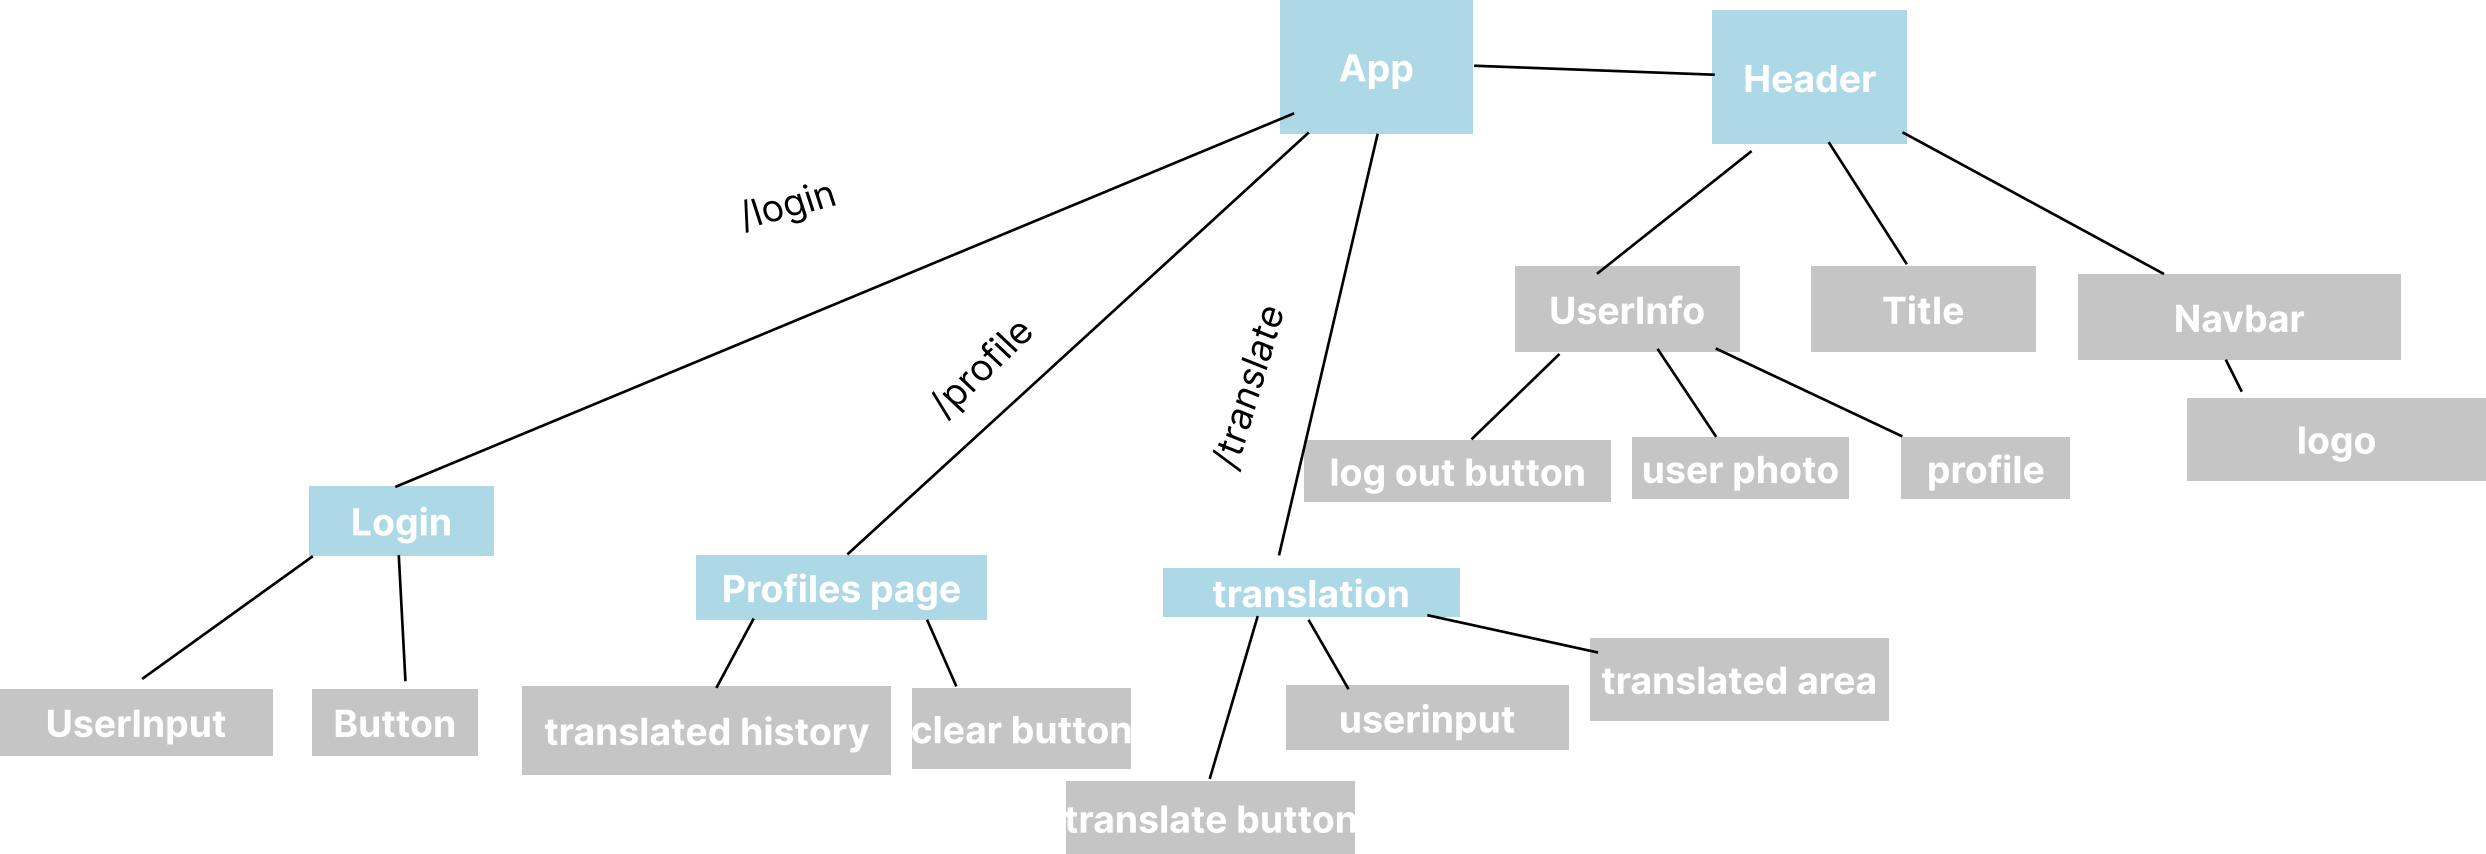 App
Header
/login
/profile
/translate
UserInfo
Title
Navbar
logo
log out button
user photo
profile
Login
Profiles page
translation
UserInput
Button
translated history
clear button
userinput
translated area
translate button